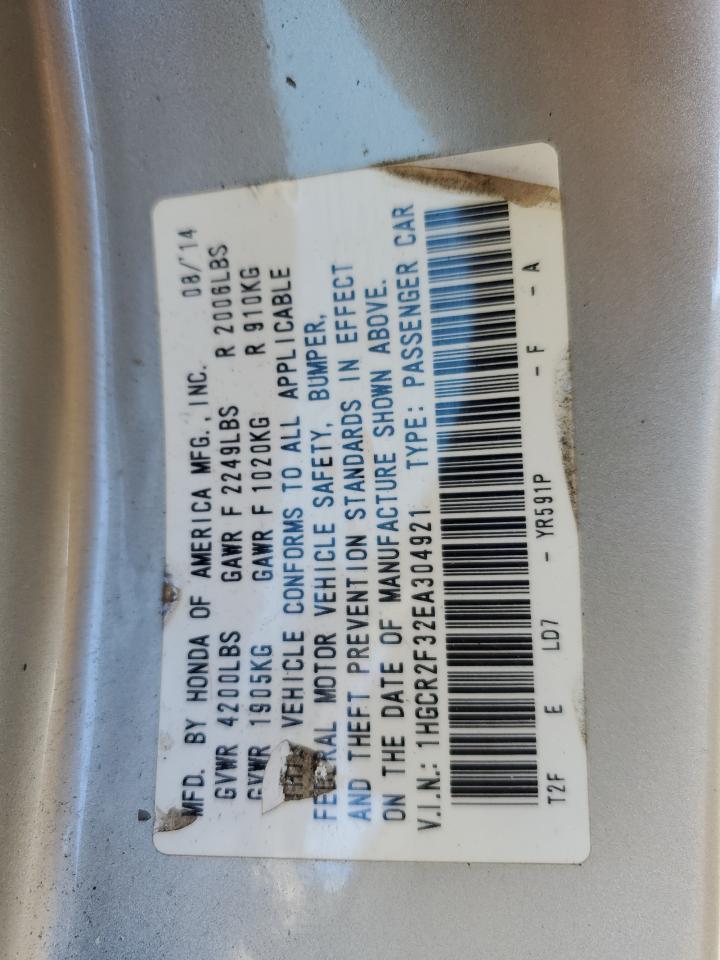 MFD. BY HONDA OF AMERICA MFG., INC. 08/'14
GVWR 4200LBS GAWR F 2249LBS R 2006LBS
GVWR 1905KG GAWR F 1020KG R 910KG
VEHICLE CONFORMS TO ALL APPLICABLE
MOTOR VEHICLE SAFETY, BUMPER,
AND THEFT PREVENTION STANDARDS IN EFFECT
ON THE DATE OF MANUFACTURE SHOWN ABOVE.
V.I.N.: 1HGCR2F32EA304921 TYPE: PASSENGER CAR
T2F E LD7 - YR591P - F - A